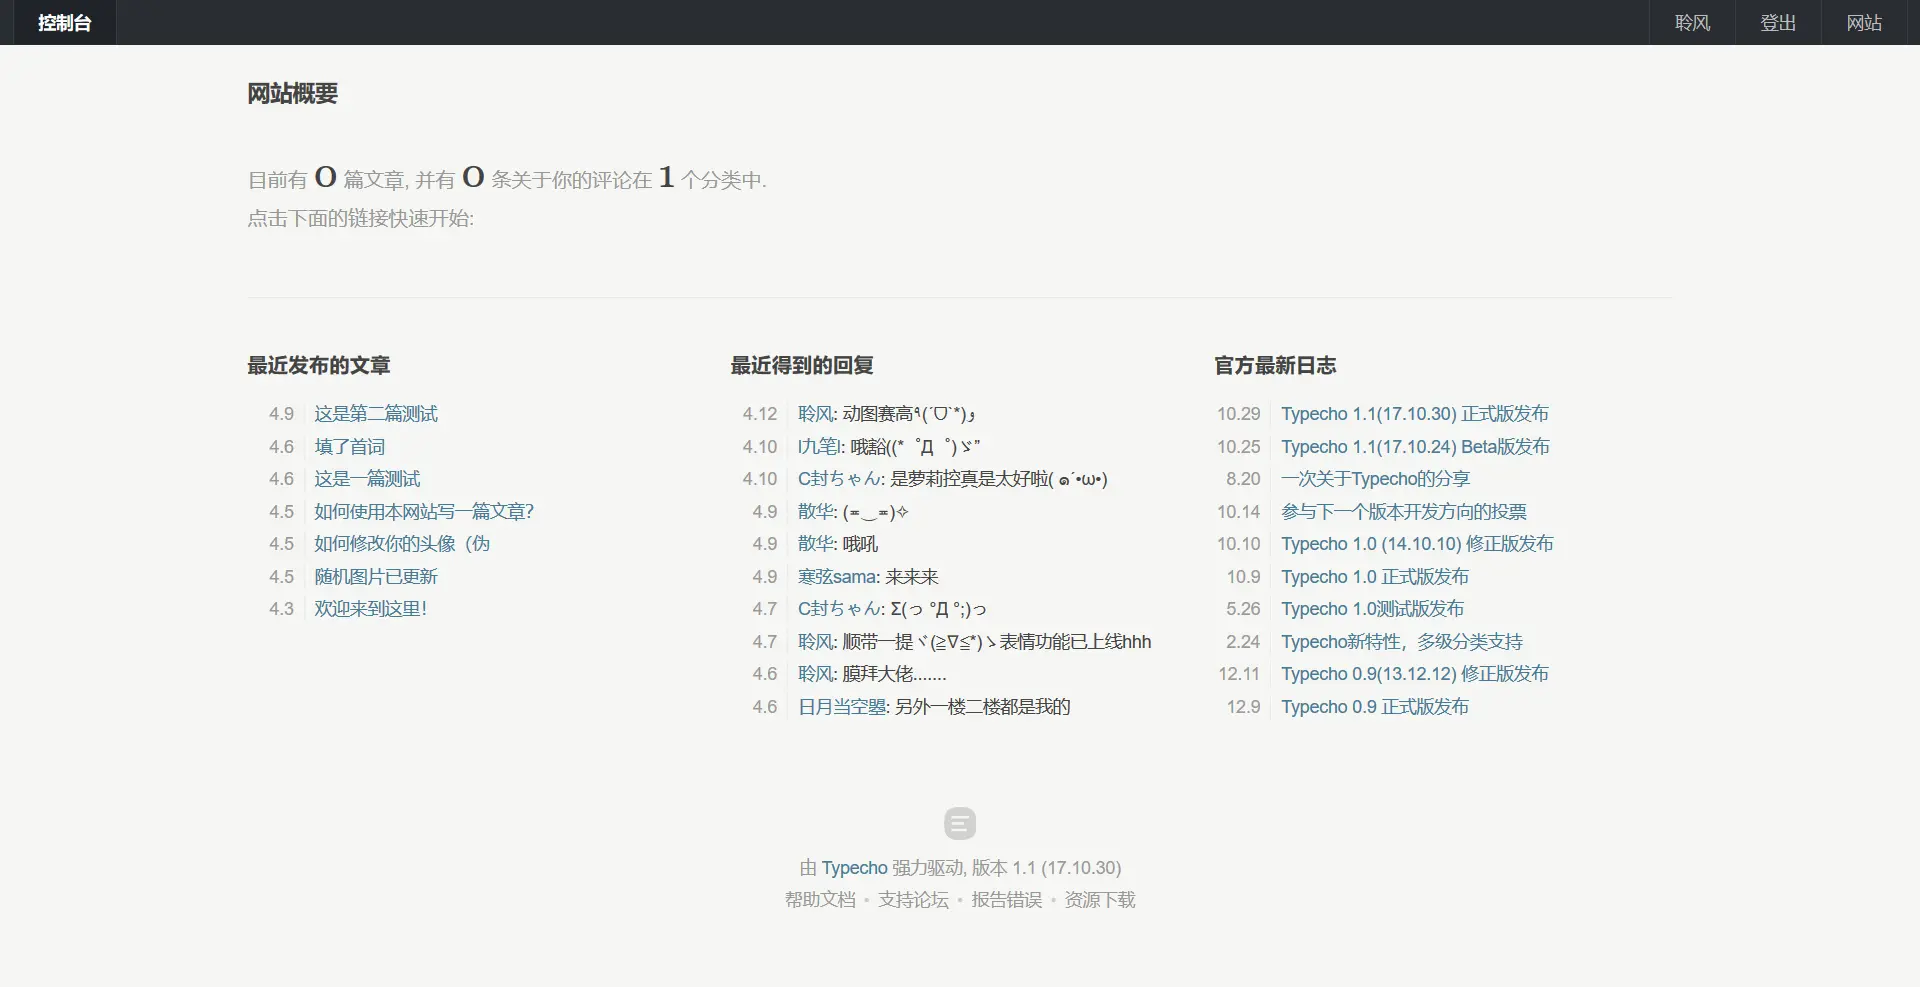 控制台
聆风
登出
网站
网站概要
目前有 0 篇文章, 并有 0 条关于你的评论在 1 个分类中.
点击下面的链接快速开始:
最近发布的文章
4.9 这是第二篇测试
4.6 填了首词
4.6 这是一篇测试
4.5 如何使用本网站写一篇文章?
4.5 如何修改你的头像（伪
4.5 随机图片已更新
4.3 欢迎来到这里！
最近得到的回复
4.12 聆风: 动图赛高٩(ˊᗜˋ*)و
4.10 |九笔|: 哦豁((*゜Д゜)ゞ”
4.10 C封ちゃん: 是萝莉控真是太好啦( ๑´•ω•)
4.9 散华: (≖‿≖)✧
4.9 散华: 哦吼
4.9 寒弦sama: 来来来
4.7 C封ちゃん: Σ(っ °Д °;)っ
4.7 聆风: 顺带一提ヾ(≧∇≦*)ゝ表情功能已上线hhh
4.6 聆风: 膜拜大佬.......
4.6 日月当空曌: 另外一楼二楼都是我的
官方最新日志
10.29 Typecho 1.1(17.10.30) 正式版发布
10.25 Typecho 1.1(17.10.24) Beta版发布
8.20 一次关于Typecho的分享
10.14 参与下一个版本开发方向的投票
10.10 Typecho 1.0 (14.10.10) 修正版发布
10.9 Typecho 1.0 正式版发布
5.26 Typecho 1.0测试版发布
2.24 Typecho新特性，多级分类支持
12.11 Typecho 0.9(13.12.12) 修正版发布
12.9 Typecho 0.9 正式版发布
由 Typecho 强力驱动, 版本 1.1 (17.10.30)
帮助文档 • 支持论坛 • 报告错误 • 资源下载